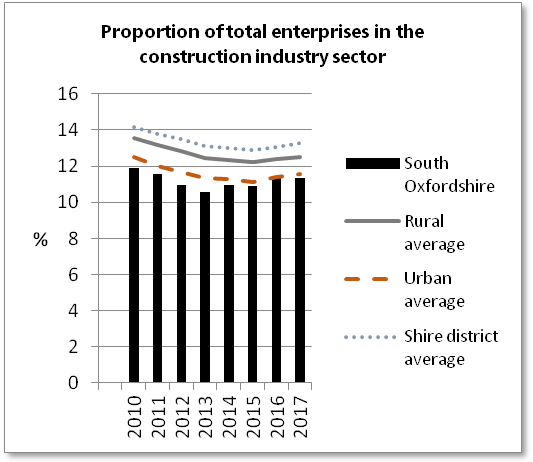 Proportion of total enterprises in the
construction industry sector
16
14
12
10
8
6
4
2
0
%
2010
2011
2012
2013
2014
2015
2016
2017
South
Oxfordshire
Rural
average
Urban
average
Shire district
average